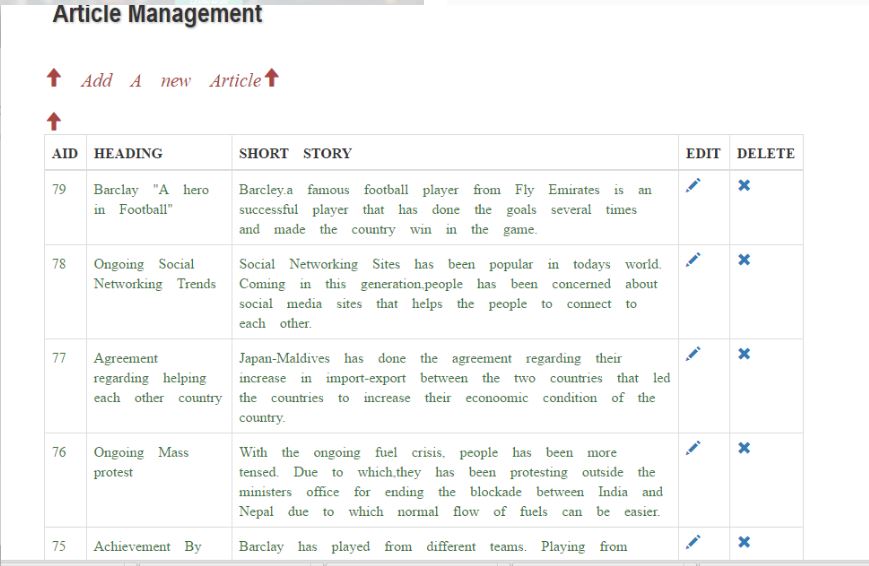 Article Management
Add A new Article
AID HEADING SHORT STORY EDIT DELETE
79 Barclay "A hero in Football" Barcley.a famous football player from Fly Emirates is an
successful player that has done the goals several times
and made the country win in the game.
78 Ongoing Social Networking Trends Social Networking Sites has been popular in todays world.
Coming in this generation,people has been concerned about
social media sites that helps the people to connect to
each other.
77 Agreement regarding helping each other country Japan-Maldives has done the agreement regarding their
increase in import-export between the two countries that led
the countries to increase their econoomic condition of the
country.
76 Ongoing Mass protest With the ongoing fuel crisis, people has been more
tensed. Due to which,they has been protesting outside the
ministers office for ending the blockade between India and
Nepal due to which normal flow of fuels can be easier.
75 Achievement By Barclay has played from different teams. Playing from